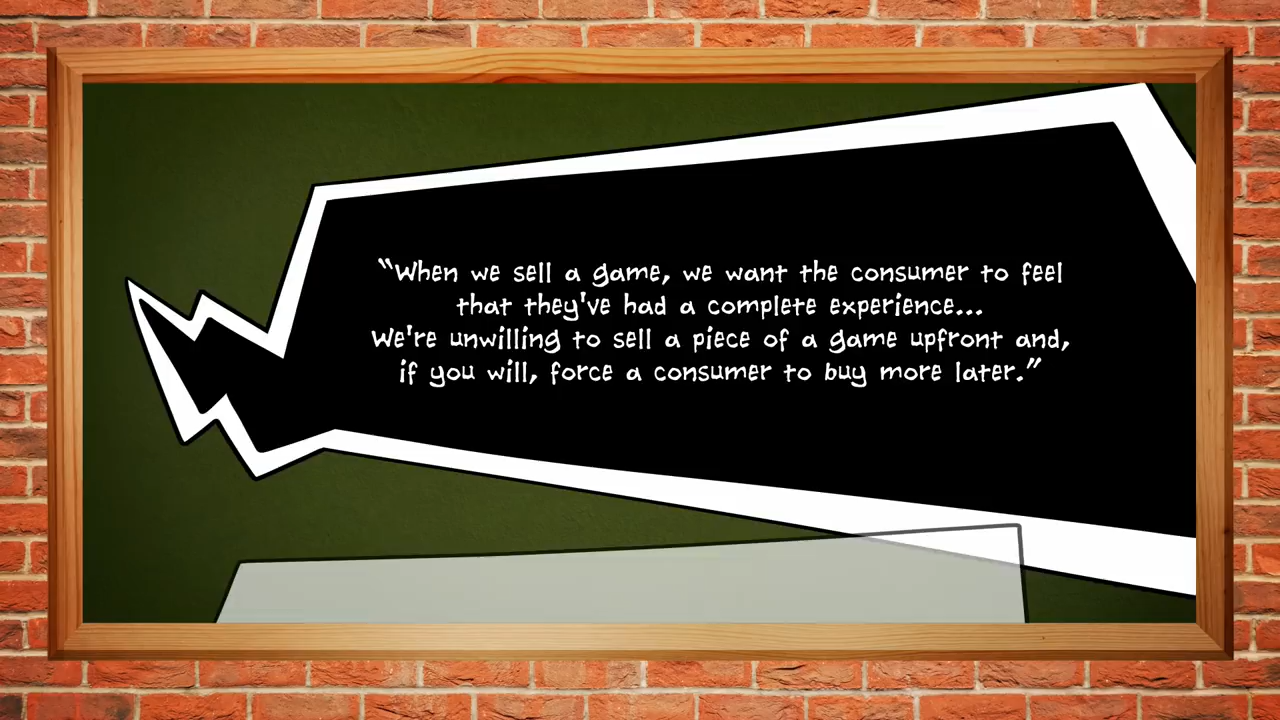 “When we sell a game, we want the consumer to feel
that they've had a complete experience...
We're unwilling to sell a piece of a game upfront and,
if you will, force a consumer to buy more later.”